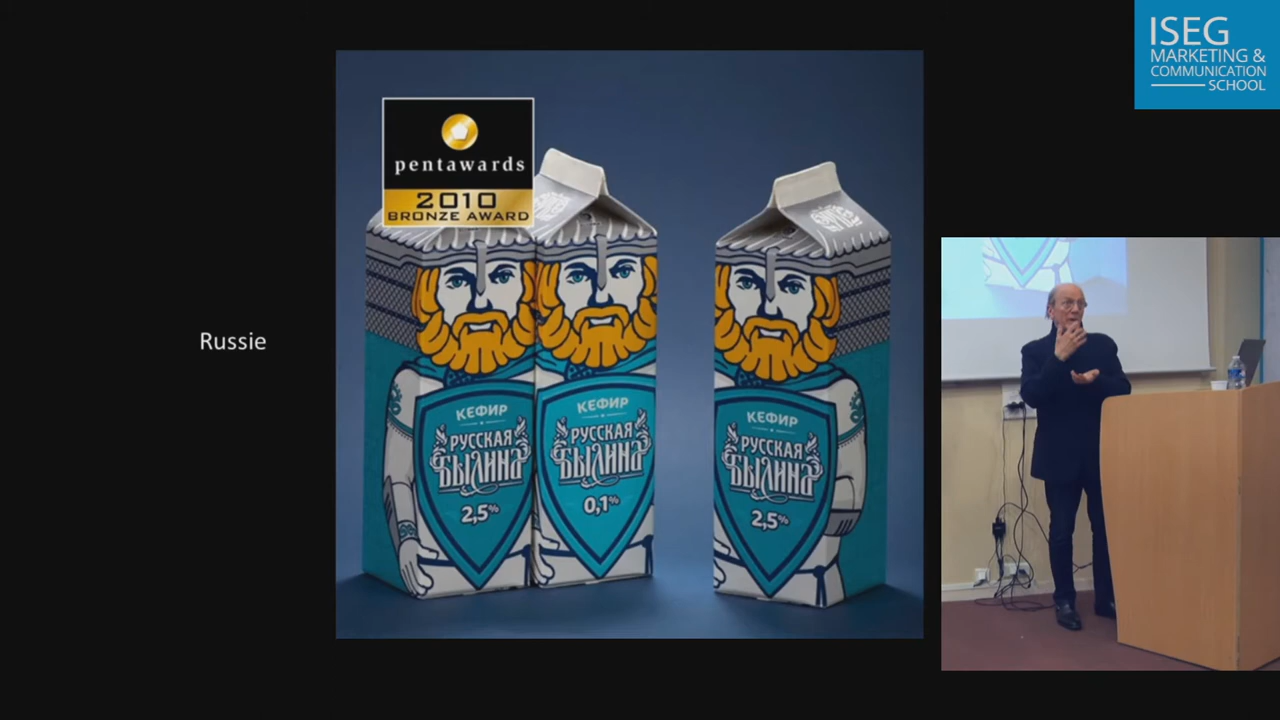 ISEG
MARKETING &
COMMUNICATION
SCHOOL
pentawards
2010
BRONZE AWARD
Russie
КЕФИР
РУССКАЯ
БЫЛИНА
2,5%
КЕФИР
РУССКАЯ
БЫЛИНА
0,1%
КЕФИР
РУССКАЯ
БЫЛИНА
2,5%